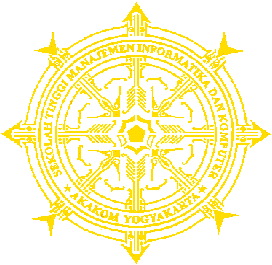 SEKOLAH TINGGI MANAJEMEN INFORMATIKA DAN KOMPUTER
AKAKOM YOGYAKARTA